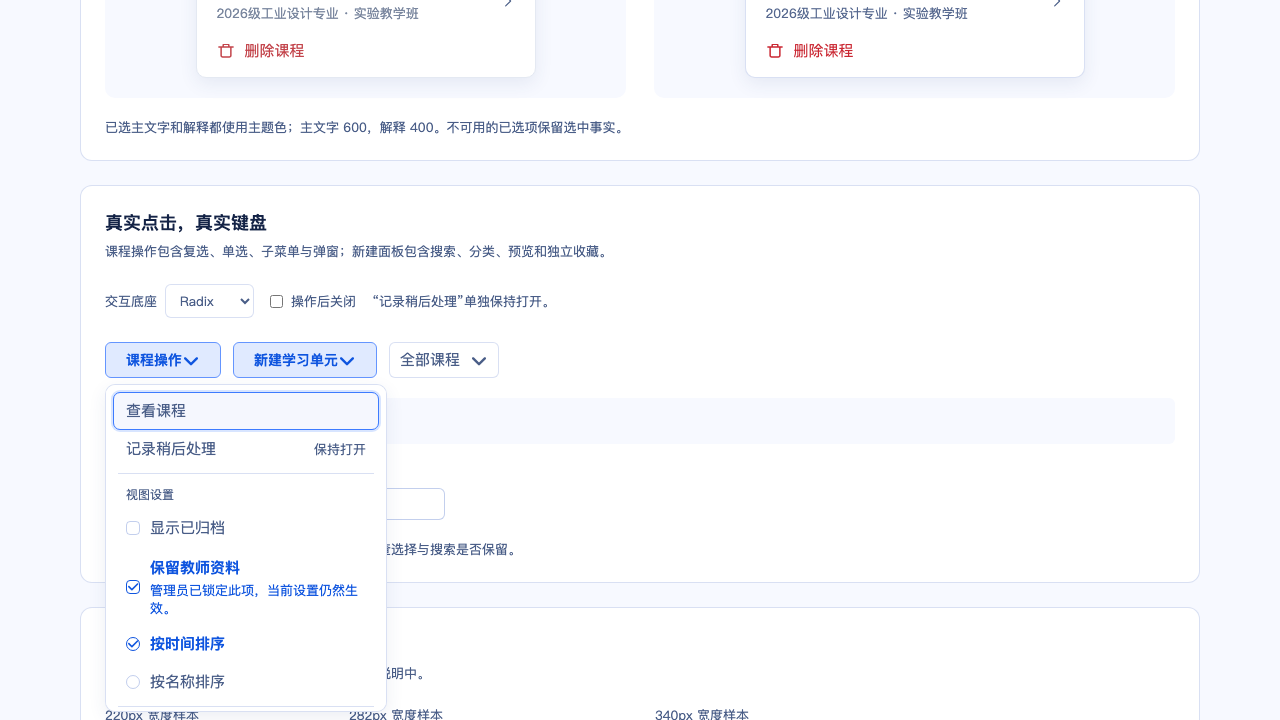 2026级工业设计专业 · 实验教学班
删除课程
2026级工业设计专业 · 实验教学班
删除课程
已选主文字和解释都使用主题色；主文字 600，解释 400。不可用的已选项保留选中事实。
真实点击，真实键盘
课程操作包含复选、单选、子菜单与弹窗；新建面板包含搜索、分类、预览和独立收藏。
交互底座 Radix 操作后关闭 “记录稍后处理”单独保持打开。
课程操作 新建学习单元 全部课程
查看课程
记录稍后处理 保持打开
视图设置
显示已归档
选择与搜索是否保留。
保留教师资料
管理员已锁定此项，当前设置仍然生
效。
按时间排序
说明中。
按名称排序
220px 宽度样本 282px 宽度样本 340px 宽度样本